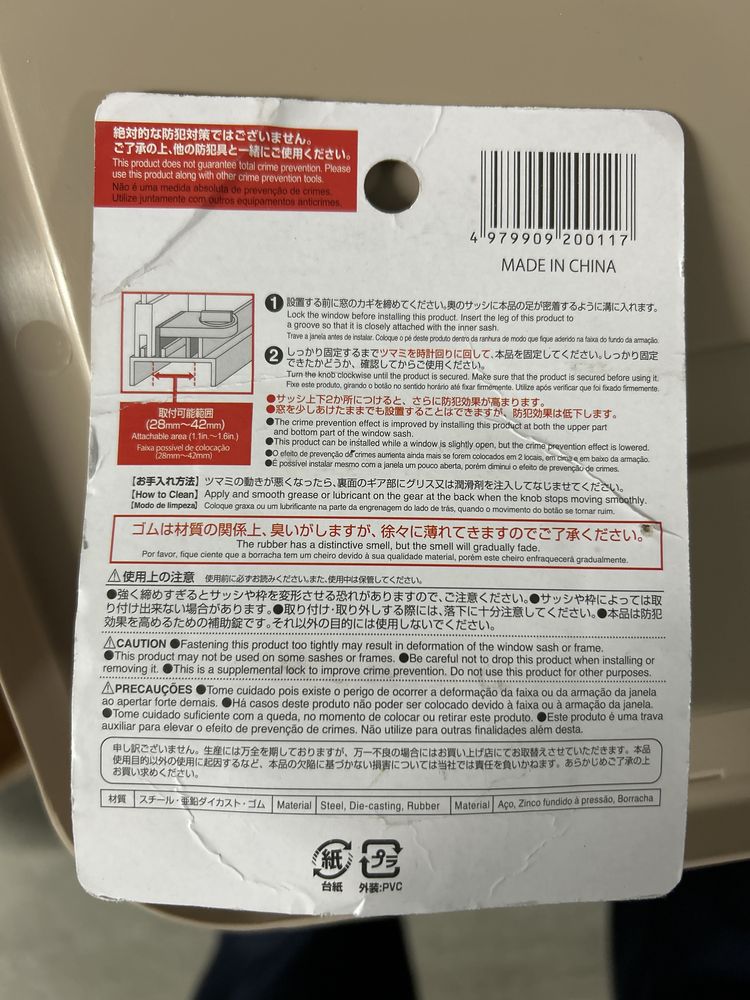 絶対的な防犯対策ではございません。
ご了承の上、他の防犯具と一緒にご使用ください。
This product does not guarantee total crime prevention. Please
use this product along with other crime prevention tools.
Não é uma medida absoluta de prevenção de crimes.
Utilize juntamente com outros equipamentos anticrimes.
4 979909 200117
MADE IN CHINA
取付可能範囲
(28mm〜42mm)
Attachable area (1.1in.〜1.6in.)
Faixa possível de colocação
(28mm〜42mm)
1 設置する前に窓のカギを締めてください。奥のサッシに本品の足が密着するように溝に入れます。
Lock the window before installing this product. Insert the leg of this product to
a groove so that it is closely attached with the inner sash.
Trave a janela antes de instalar. Coloque o pé deste produto dentro da ranhura de modo que fique aderido na faixa do fundo da armação.
2 しっかり固定するまでツマミを時計回りに回して、本品を固定してください。しっかり固定
できたかどうか、確認してからご使用ください。
Turn the knob clockwise until the product is secured. Make sure that the product is secured before using it.
Fixe este produto, girando o botão no sentido horário até fixar firmemente. Utilize após verificar que foi fixado firmemente.
●サッシ上下2か所につけると、さらに防犯効果が高まります。
●窓を少しあけたままでも設置することはできますが、防犯効果は低下します。
●The crime prevention effect is improved by installing this product at both the upper part
and bottom part of the window sash.
●This product can be installed while a window is slightly open, but the crime prevention effect is lowered.
●O efeito de prevenção de crimes aumenta ainda mais se forem colocados em 2 locais, em cima e em baixo da armação.
●É possível instalar mesmo com a janela um pouco aberta, porém diminui o efeito de prevenção de crimes.
【お手入れ方法】ツマミの動きが悪くなったら、裏面のギア部にグリス又は潤滑剤を注入してなじませてください。
【How to Clean】Apply and smooth grease or lubricant on the gear at the back when the knob stops moving smoothly.
【Modo de limpeza】Coloque graxa ou um lubrificante na parte da engrenagem do lado de trás, quando o movimento do botão se tornar ruim.
ゴムは材質の関係上、臭いがしますが、徐々に薄れてきますのでご了承ください。
The rubber has a distinctive smell, but the smell will gradually fade.
Por favor, fique ciente que a borracha tem um cheiro devido à sua qualidade material, porém este cheiro enfraquecerá gradualmente.
⚠使用上の注意 使用前に必ずお読みください。また、使用中は保管してください。
●強く締めすぎるとサッシや枠を変形させる恐れがありますので、ご注意ください。●サッシや枠によっては取
り付け出来ない場合があります。●取り付け・取り外しする際には、落下に十分注意してください。●本品は防犯
効果を高めるための補助錠です。それ以外の目的には使用しないでください。
⚠CAUTION ●Fastening this product too tightly may result in deformation of the window sash or frame.
●This product may not be used on some sashes or frames. ●Be careful not to drop this product when installing or
removing it. ●This is a supplemental lock to improve crime prevention. Do not use this product for other purposes.
⚠PRECAUÇÕES ●Tome cuidado pois existe o perigo de ocorrer a deformação da faixa ou da armação da janela
ao apertar forte demais. ●Há casos deste produto não poder ser colocado devido à faixa ou à armação da janela.
●Tome cuidado suficiente com a queda, no momento de colocar ou retirar este produto. ●Este produto é uma trava
auxiliar para elevar o efeito de prevenção de crimes. Não utilize para outras finalidades além desta.
申し訳ございません。生産には万全を期しておりますが、万一不良の場合にはお買い上げ店にてお取替えさせていただきます。本品
使用目的以外の使用に起因するなど、本品の欠陥に基づかない損害については当社では責任を負いかねます。あらかじめご了承の上
お買い求めください。
材質 スチール・亜鉛ダイカスト・ゴム Material Steel, Die-casting, Rubber Material Aço, Zinco fundido à pressão, Borracha
紙 プラ
台紙 外装:PVC